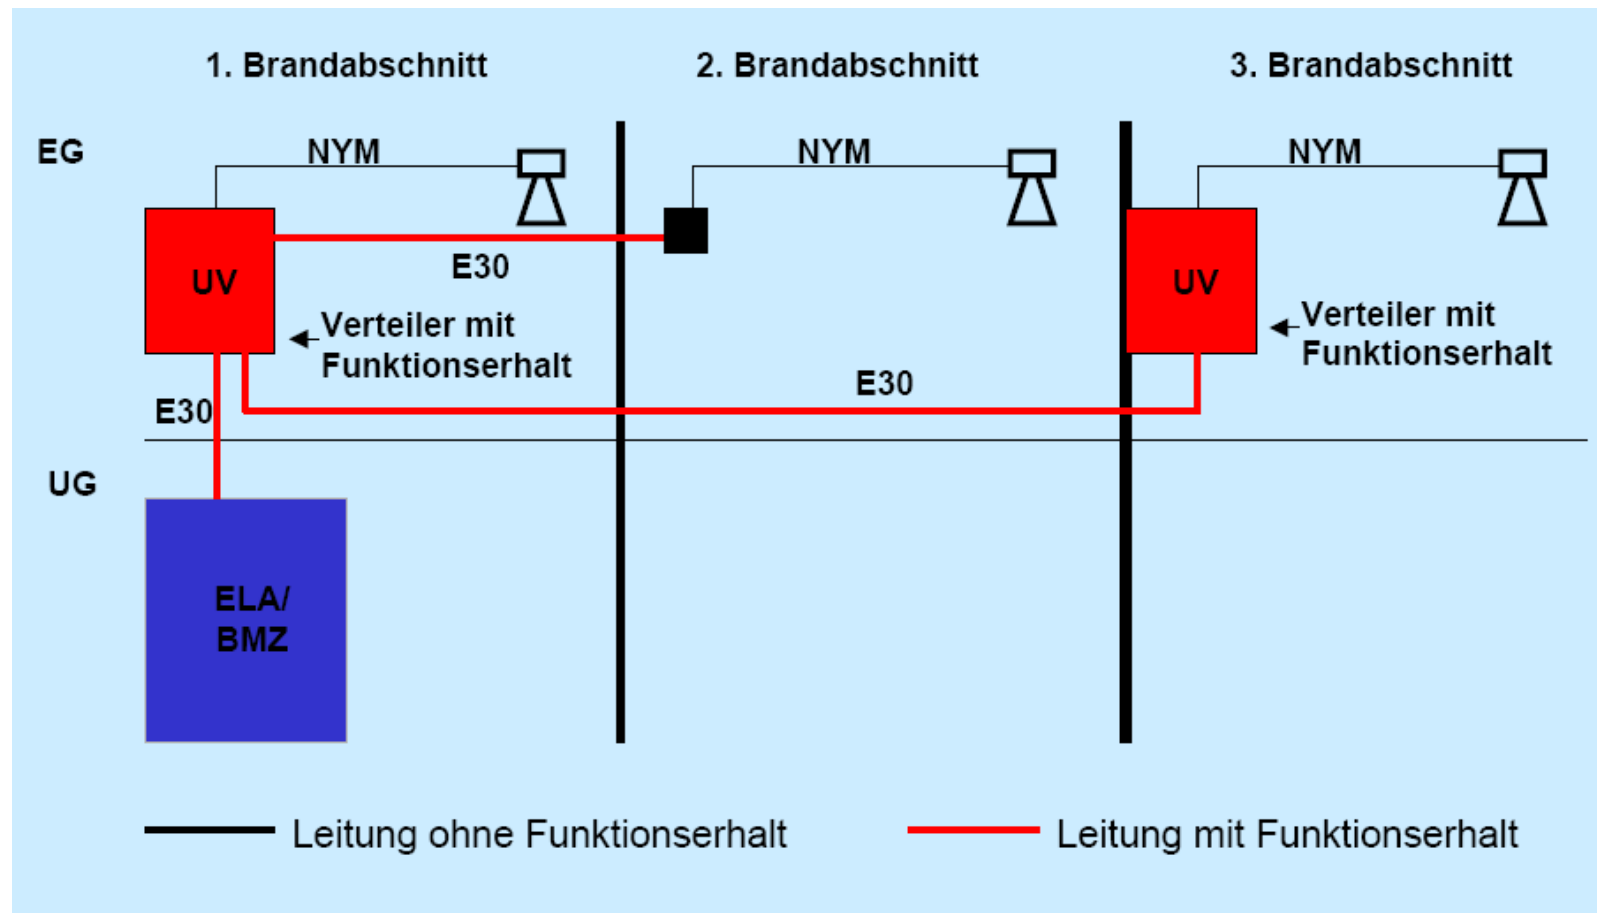 1. Brandabschnitt
2. Brandabschnitt
3. Brandabschnitt
EG
NYM
NYM
NYM
UV
E30
UV
Verteiler mit
Funktionserhalt
Verteiler mit
Funktionserhalt
E30
E30
UG
ELA/
BMZ
Leitung ohne Funktionserhalt
Leitung mit Funktionserhalt